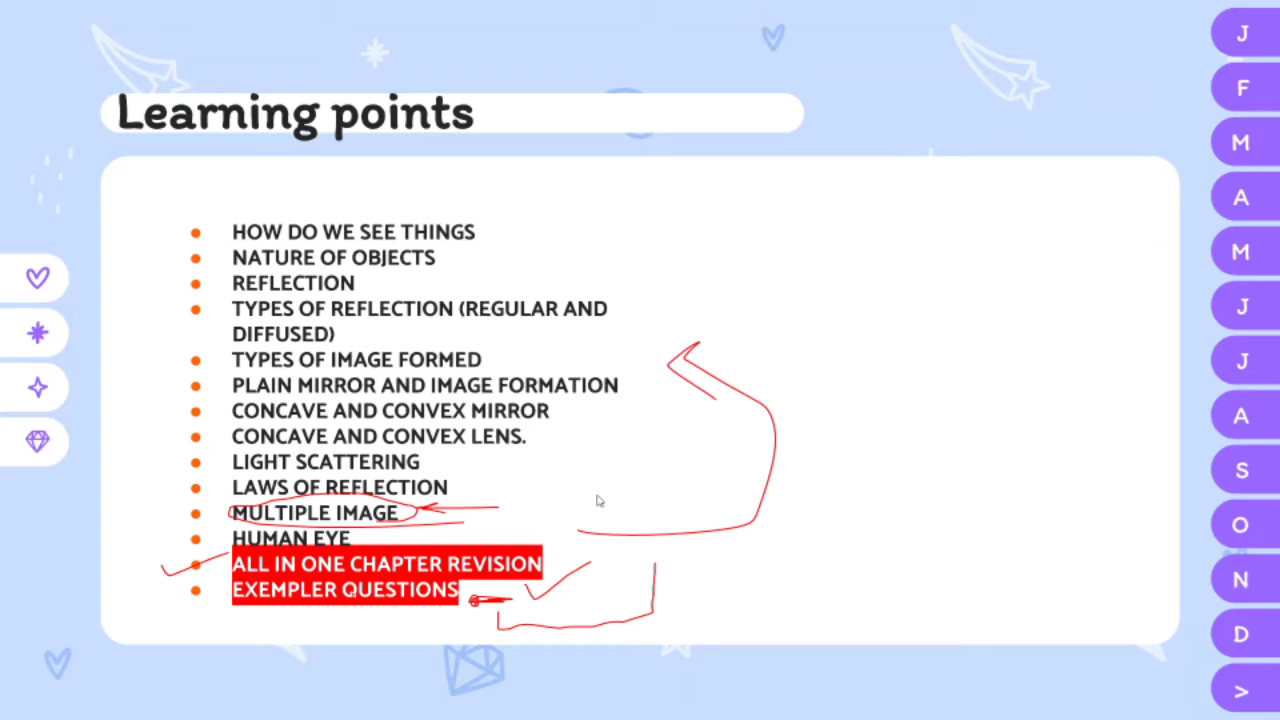 Learning points
HOW DO WE SEE THINGS
NATURE OF OBJECTS
REFLECTION
TYPES OF REFLECTION (REGULAR AND
DIFFUSED)
TYPES OF IMAGE FORMED
PLAIN MIRROR AND IMAGE FORMATION
CONCAVE AND CONVEX MIRROR
CONCAVE AND CONVEX LENS.
LIGHT SCATTERING
LAWS OF REFLECTION
MULTIPLE IMAGE
HUMAN EYE
ALL IN ONE CHAPTER REVISION
EXEMPLER QUESTIONS
J
F
M
A
M
J
J
A
S
O
N
D
>